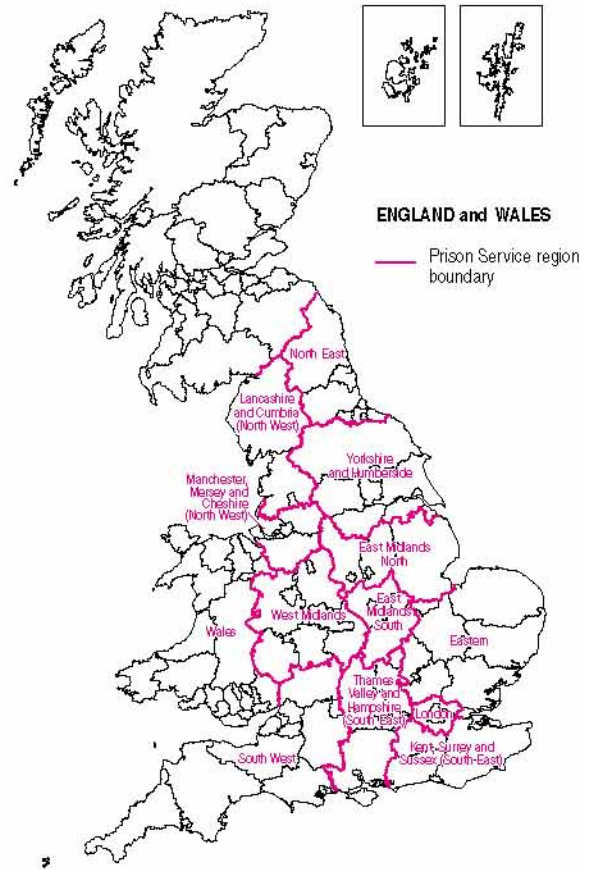 ENGLAND and WALES
Prison Service region
boundary
North East
Lancashire
and Cumbria
(North West)
Yorkshire
and Humberside
Manchester,
Mersey and
Cheshire
(North West)
East Midlands
North
East
Midlands
South
West Midlands
Wales
Eastern
Thames
Valley and
Hampshire
(South East)
London
Kent, Surrey and
Sussex (South-East)
South West